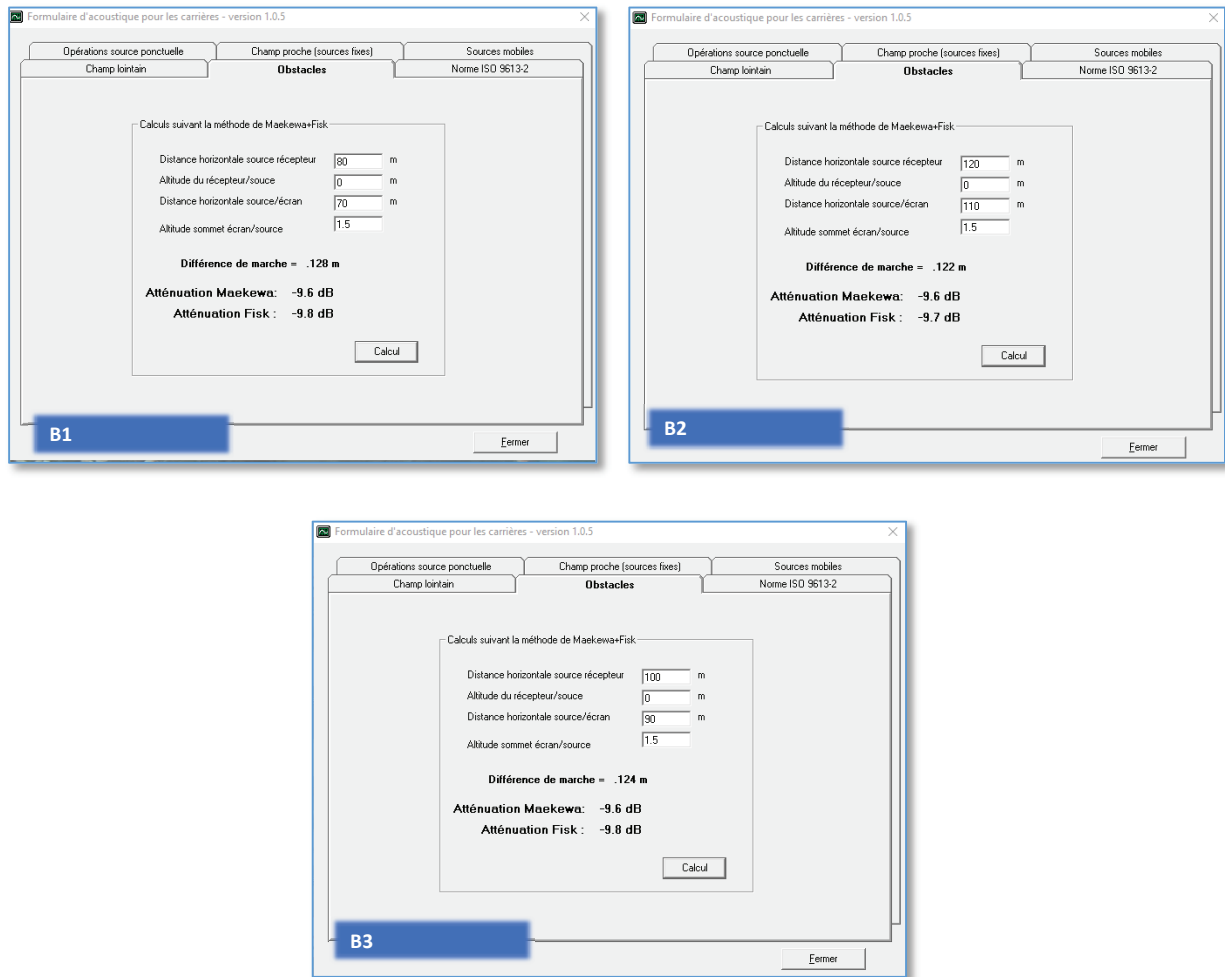 Formulaire d'acoustique pour les carrières - version 1.0.5
Opérations source ponctuelle Champ proche (sources fixes) Sources mobiles
Champ lointain Obstacles Norme ISO 9613-2
Calculs suivant la méthode de Maekewa+Fisk
Distance horizontale source récepteur 80 m
Altitude du récepteur/souce 0 m
Distance horizontale source/écran 70 m
Altitude sommet écran/source 1.5
Différence de marche = .128 m
Atténuation Maekewa: -9.6 dB
Atténuation Fisk : -9.8 dB
Calcul
B1
Fermer
Formulaire d'acoustique pour les carrières - version 1.0.5
Opérations source ponctuelle Champ proche (sources fixes) Sources mobiles
Champ lointain Obstacles Norme ISO 9613-2
Calculs suivant la méthode de Maekewa+Fisk
Distance horizontale source récepteur 120 m
Altitude du récepteur/souce 0 m
Distance horizontale source/écran 110 m
Altitude sommet écran/source 1.5
Différence de marche = .122 m
Atténuation Maekewa: -9.6 dB
Atténuation Fisk : -9.7 dB
Calcul
B2
Fermer
Formulaire d'acoustique pour les carrières - version 1.0.5
Opérations source ponctuelle Champ proche (sources fixes) Sources mobiles
Champ lointain Obstacles Norme ISO 9613-2
Calculs suivant la méthode de Maekewa+Fisk
Distance horizontale source récepteur 100 m
Altitude du récepteur/souce 0 m
Distance horizontale source/écran 90 m
Altitude sommet écran/source 1.5
Différence de marche = .124 m
Atténuation Maekewa: -9.6 dB
Atténuation Fisk : -9.8 dB
Calcul
B3
Fermer